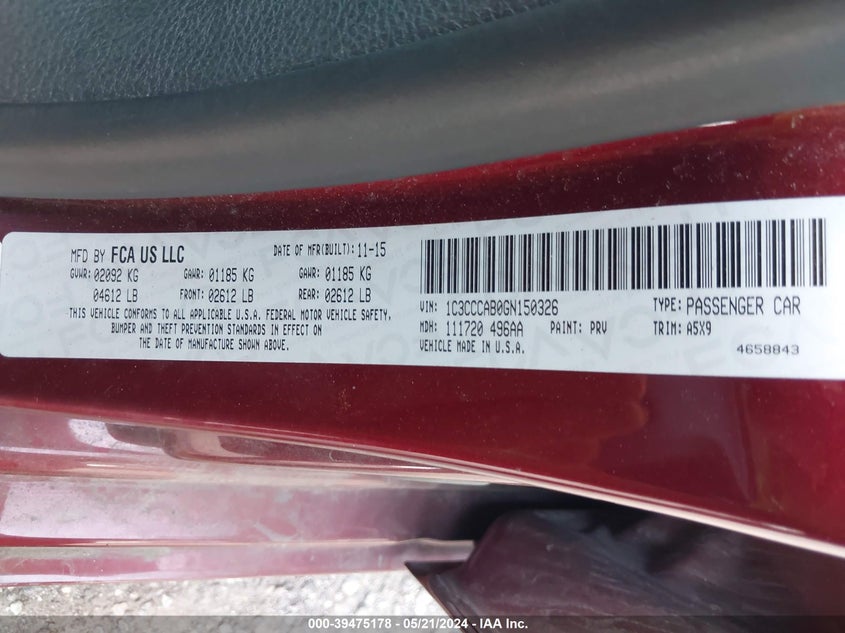 MFD BY FCA US LLC DATE OF MFR(BUILT): 11-15
GVWR: 02092 KG GAWR: 01185 KG GAWR: 01185 KG
04612 LB FRONT: 02612 LB REAR: 02612 LB
THIS VEHICLE CONFORMS TO ALL APPLICABLE U.S.A. FEDERAL MOTOR VEHICLE SAFETY,
BUMPER AND THEFT PREVENTION STANDARDS IN EFFECT ON
THE DATE OF MANUFACTURE SHOWN ABOVE.
VIN: 1C3CCCAB0GN150326 TYPE: PASSENGER CAR
MDH: 111720 496AA PAINT: PRV TRIM: A5X9
VEHICLE MADE IN U.S.A. 4658843
000-39475178 - 05/21/2024 - IAA Inc.